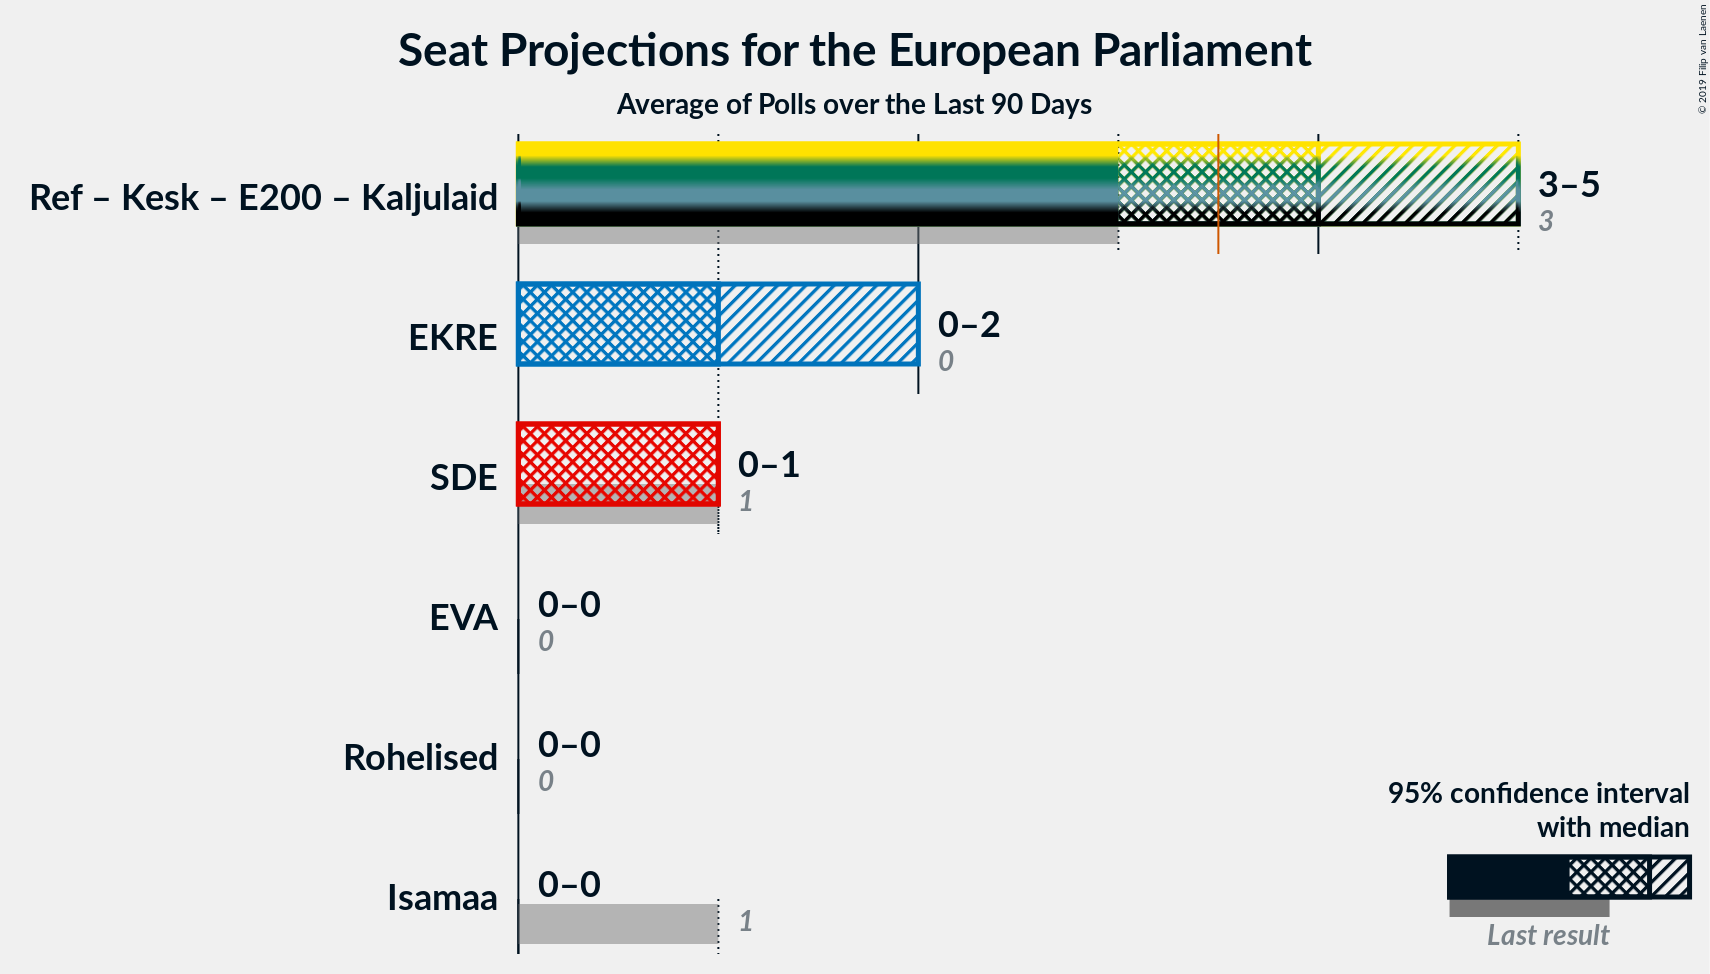 Seat Projections for the European Parliament
Average of Polls over the Last 90 Days
© 2019 Filip van Laenen
Ref – Kesk – E200 – Kaljulaid
3–5
3
EKRE
0–2
0
SDE
0–1
1
EVA
0–0
0
Rohelised
0–0
0
Isamaa
0–0
1
95% confidence interval
with median
Last result